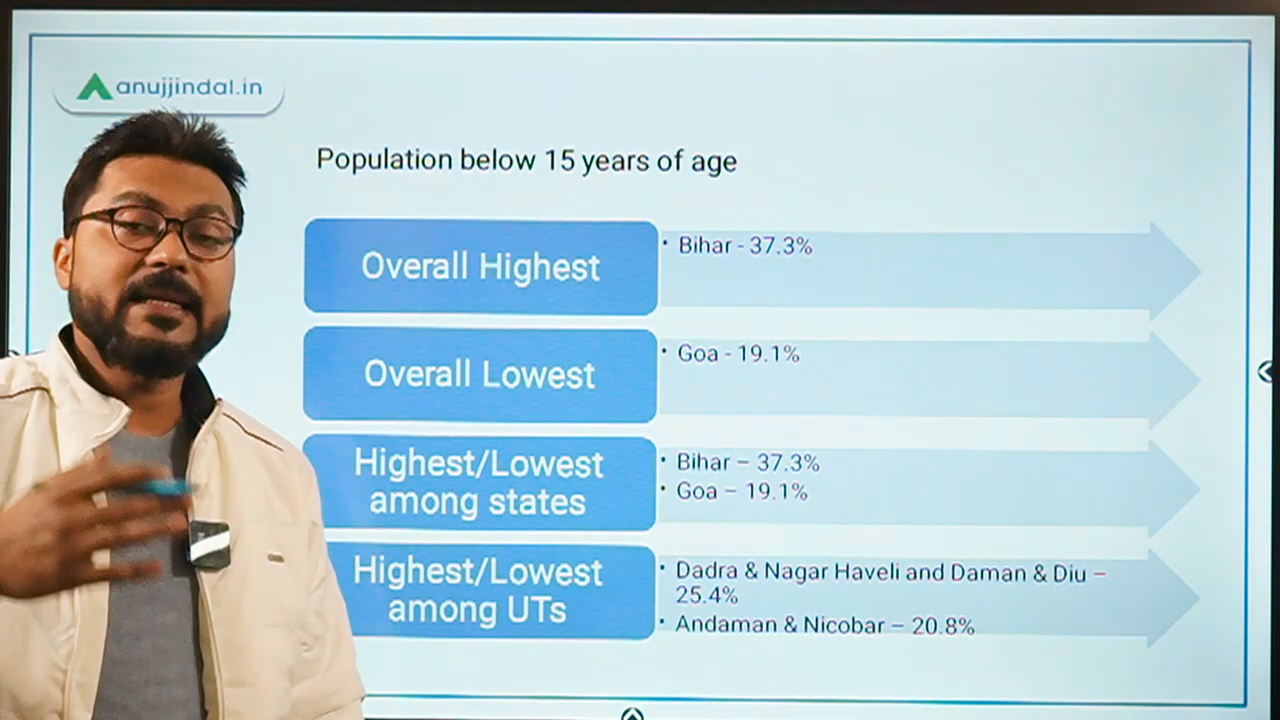 anujjindal.in
Population below 15 years of age
Overall Highest
• Bihar - 37.3%
Overall Lowest
• Goa - 19.1%
Highest/Lowest
among states
• Bihar – 37.3%
• Goa – 19.1%
Highest/Lowest
among UTs
• Dadra & Nagar Haveli and Daman & Diu –
25.4%
• Andaman & Nicobar – 20.8%